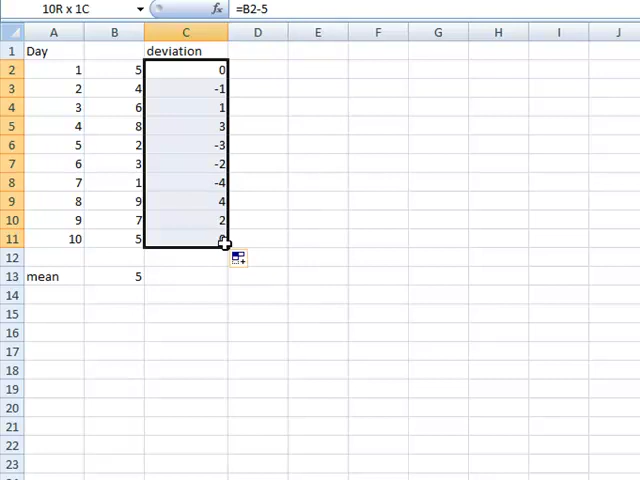 10R x 1C fx =B2-5
A B C D E F G H I J
1 Day deviation
2 1 5 0
3 2 4 -1
4 3 6 1
5 4 8 3
6 5 2 -3
7 6 3 -2
8 7 1 -4
9 8 9 4
10 9 7 2
11 10 5
12
13 mean 5
14
15
16
17
18
19
20
21
22
23